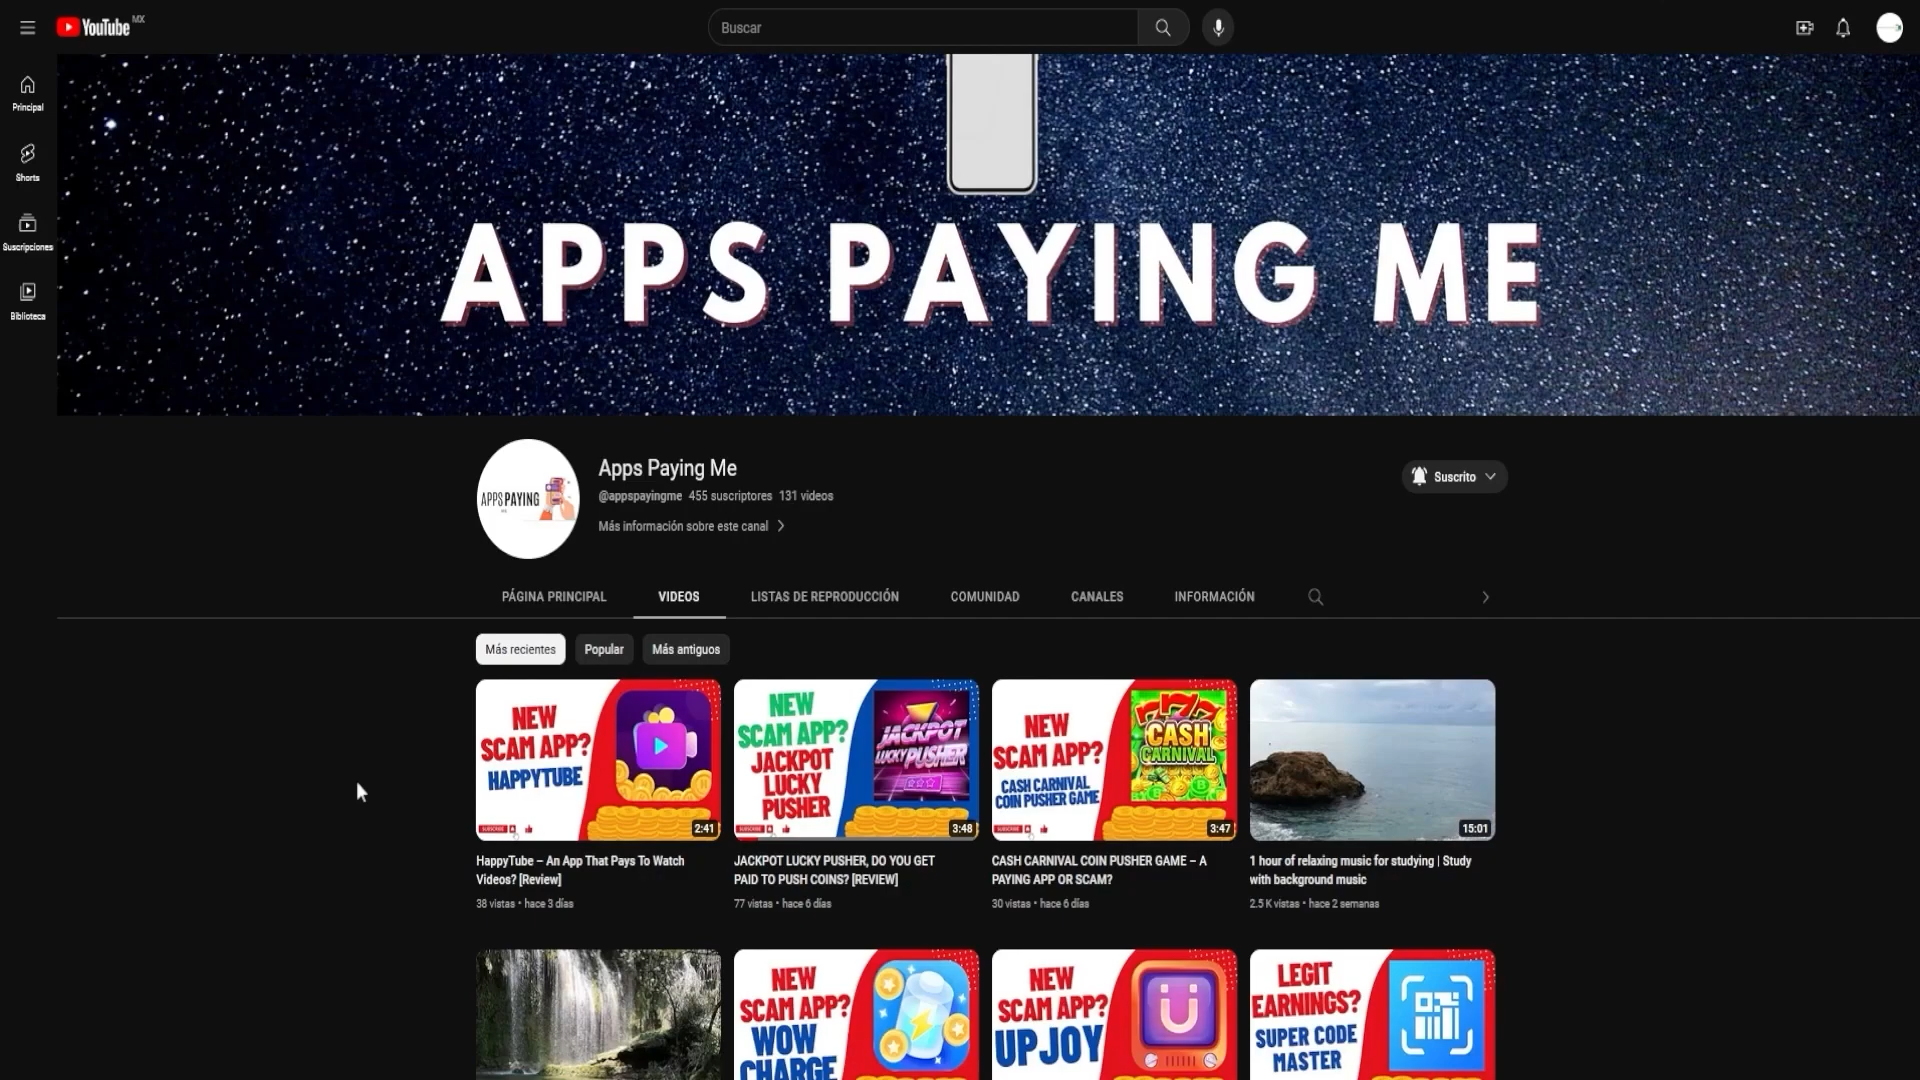 YouTube MX
Buscar
Principal
Shorts
Suscripciones
Biblioteca
APPS PAYING ME
APPS PAYING
Apps Paying Me
@appspayingme 455 suscriptores 131 videos
Más información sobre este canal
Suscrito
PÁGINA PRINCIPAL
VIDEOS
LISTAS DE REPRODUCCIÓN
COMUNIDAD
CANALES
INFORMACIÓN
Más recientes
Popular
Más antiguos
NEW
SCAM APP?
HAPPYTUBE
SUBSCRIBE
2:41
NEW
SCAM APP?
JACKPOT
LUCKY
PUSHER
JACKPOT
LUCKY PUSHER
SUBSCRIBE
3:48
NEW
SCAM APP?
CASH CARNIVAL
COIN PUSHER GAME
777
CASH
CARNIVAL
SUBSCRIBE
3:47
15:01
HappyTube – An App That Pays To Watch
Videos? [Review]
38 vistas • hace 3 días
JACKPOT LUCKY PUSHER, DO YOU GET
PAID TO PUSH COINS? [REVIEW]
77 vistas • hace 6 días
CASH CARNIVAL COIN PUSHER GAME – A
PAYING APP OR SCAM?
30 vistas • hace 6 días
1 hour of relaxing music for studying | Study
with background music
2.5 K vistas • hace 2 semanas
NEW
SCAM APP?
WOW
CHARGE
NEW
SCAM APP?
UPJOY
LEGIT
EARNINGS?
SUPER CODE
MASTER